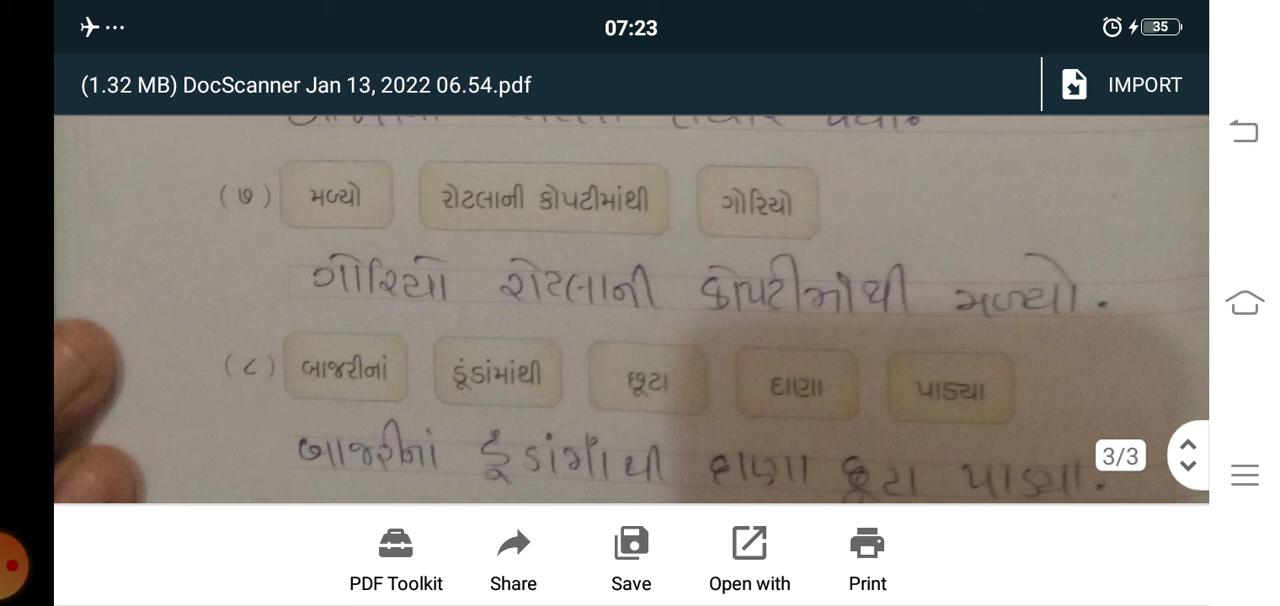 07:23
35
(1.32 MB) DocScanner Jan 13, 2022 06.54.pdf
IMPORT
(૭) મળ્યો રોટલાની કોપટીમાંથી ગોરિયો
ગોરિયો રોટલાની કોપટીમાંથી મળ્યો.
(૮) બાજરીનાં ડૂંડાંમાંથી છૂટા દાણા પાડ્યા
બાજરીનાં ડૂંડાંમાંથી દાણા છૂટા પાડ્યા.
3/3
PDF Toolkit Share Save Open with Print